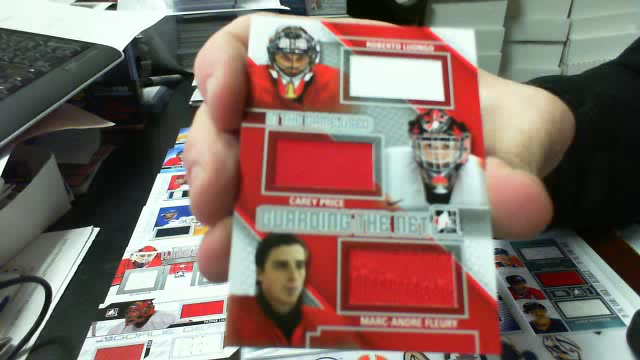 ROBERTO LUONGO
CAREY PRICE
GUARDING THE NET
MARC-ANDRE FLEURY